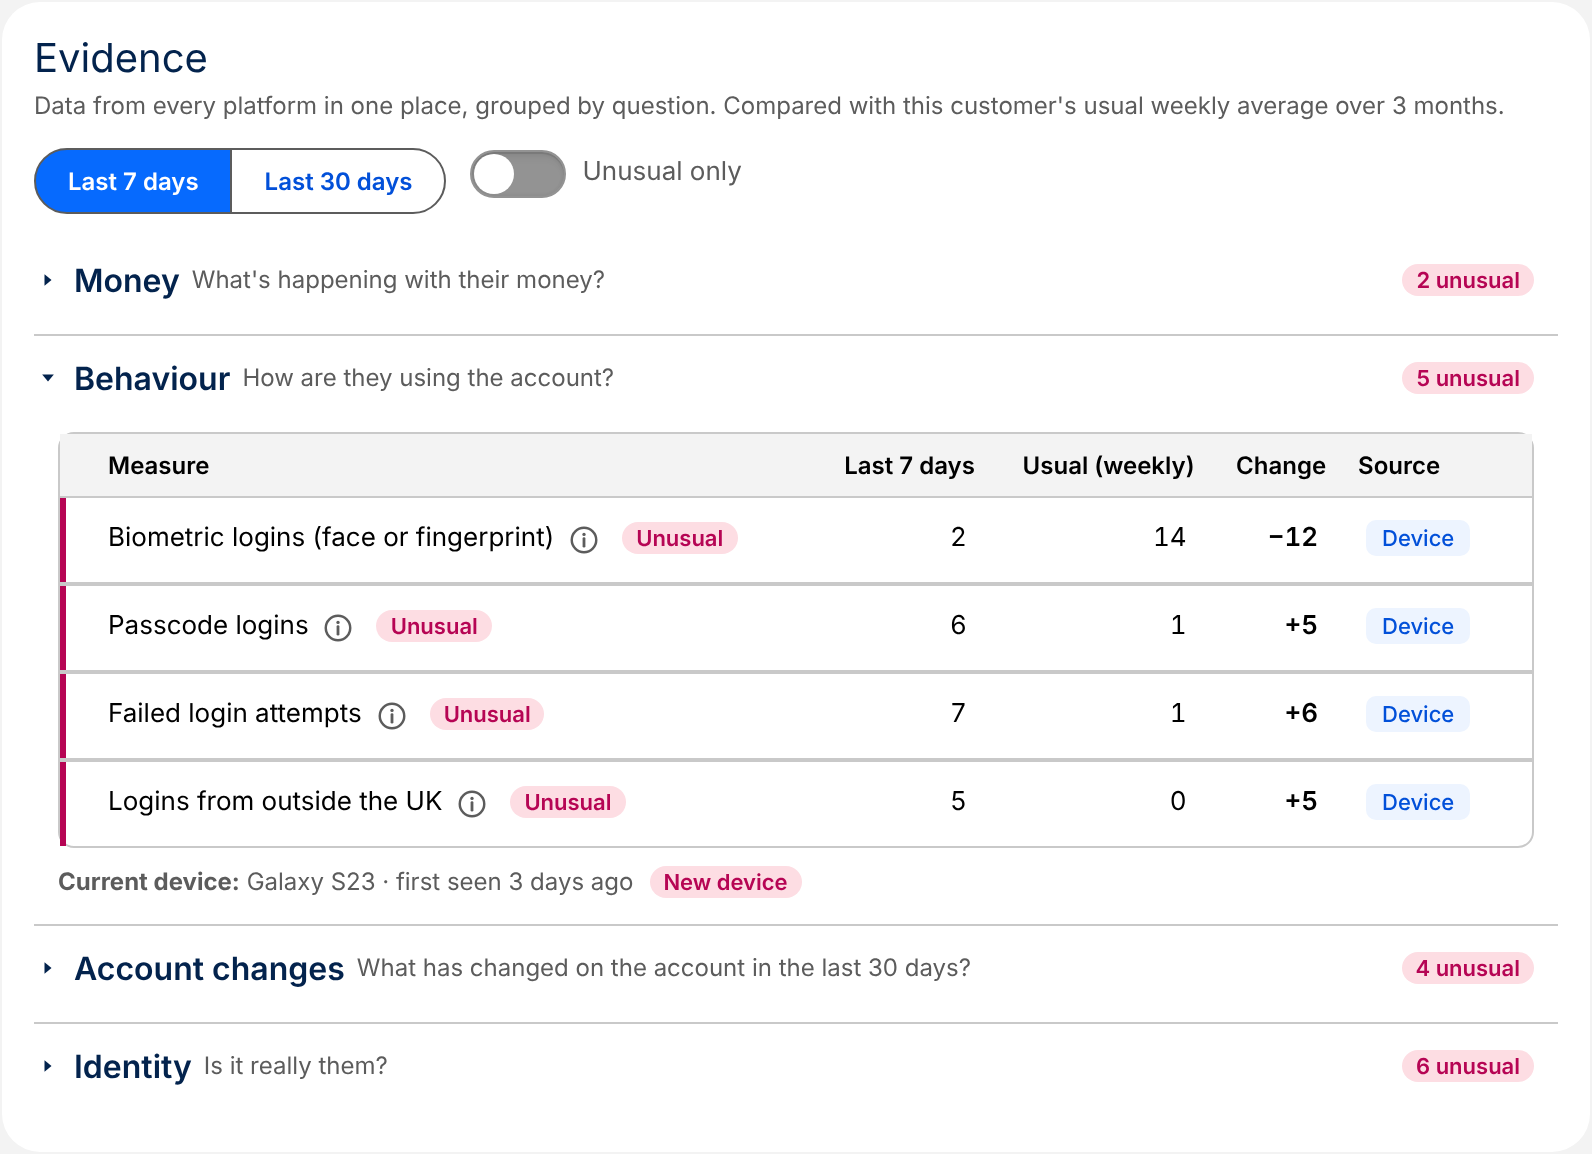 Evidence
Data from every platform in one place, grouped by question. Compared with this customer's usual weekly average over 3 months.
Last 7 days Last 30 days Unusual only
Money What's happening with their money? 2 unusual
Behaviour How are they using the account? 5 unusual
Measure Last 7 days Usual (weekly) Change Source
Biometric logins (face or fingerprint) Unusual 2 14 −12 Device
Passcode logins Unusual 6 1 +5 Device
Failed login attempts Unusual 7 1 +6 Device
Logins from outside the UK Unusual 5 0 +5 Device
Current device: Galaxy S23 · first seen 3 days ago New device
Account changes What has changed on the account in the last 30 days? 4 unusual
Identity Is it really them? 6 unusual